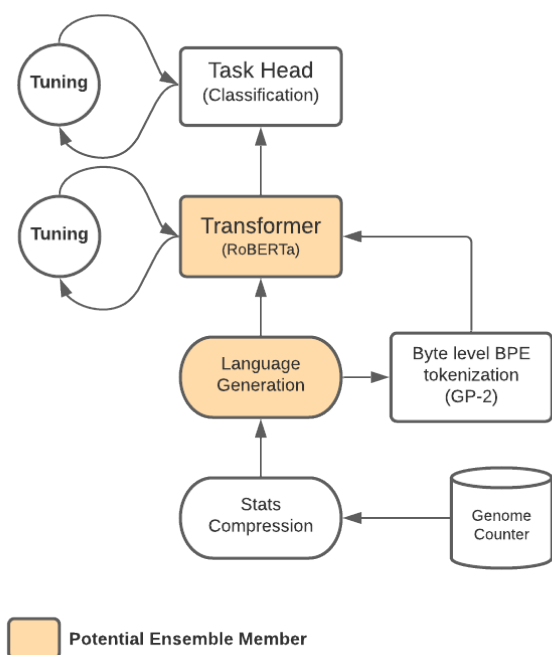 Tuning
Task Head
(Classification)
Tuning
Transformer
(RoBERTa)
Language
Generation
Byte level BPE
tokenization
(GP-2)
Stats
Compression
Genome
Counter
Potential Ensemble Member